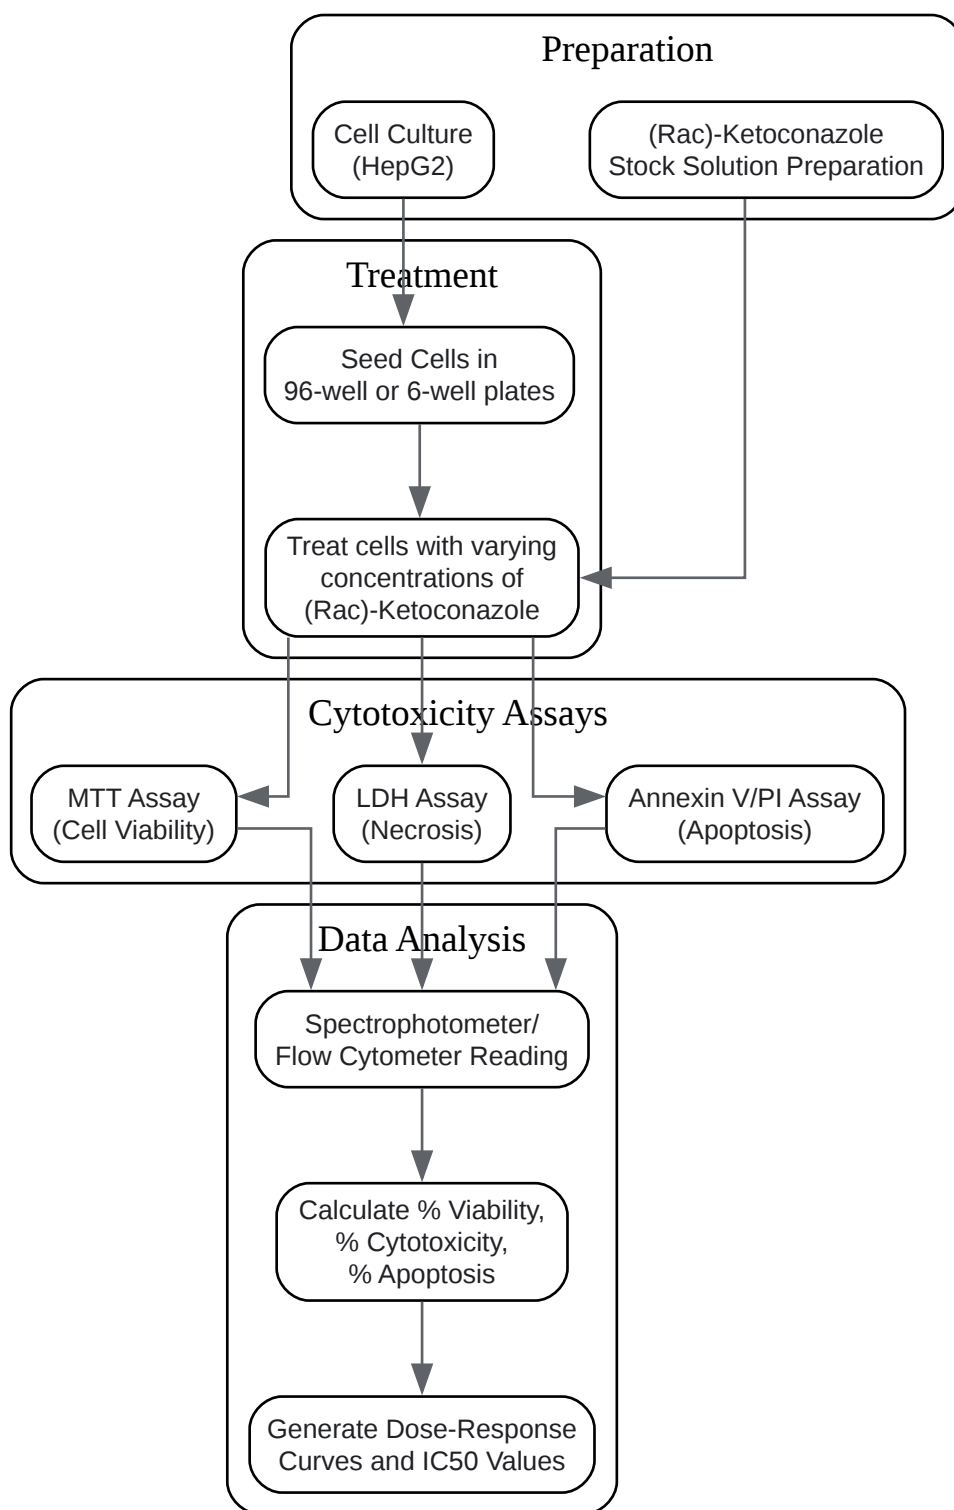 Preparation
Cell Culture
(HepG2)
(Rac)-Ketoconazole
Stock Solution Preparation
Treatment
Seed Cells in
96-well or 6-well plates
Treat cells with varying
concentrations of
(Rac)-Ketoconazole
Cytotoxicity Assays
MTT Assay
(Cell Viability)
LDH Assay
(Necrosis)
Annexin V/PI Assay
(Apoptosis)
Data Analysis
Spectrophotometer/
Flow Cytometer Reading
Calculate % Viability,
% Cytotoxicity,
% Apoptosis
Generate Dose-Response
Curves and IC50 Values